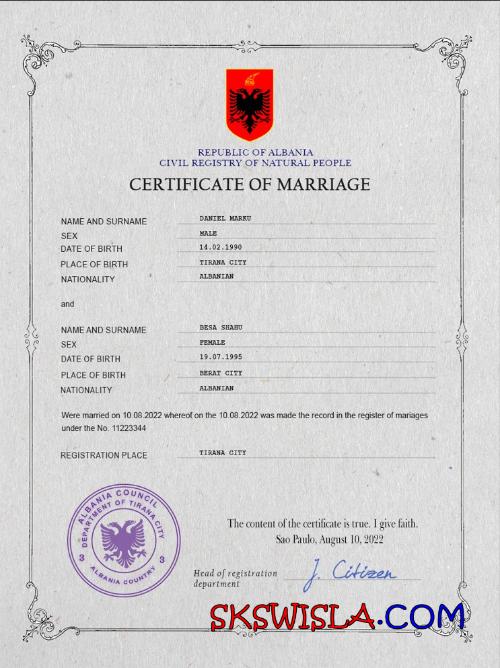 REPUBLIC OF ALBANIA
CIVIL REGISTRY OF NATURAL PEOPLE
CERTIFICATE OF MARRIAGE
NAME AND SURNAME DANIEL MARKU
SEX MALE
DATE OF BIRTH 14.02.1990
PLACE OF BIRTH TIRANA CITY
NATIONALITY ALBANIAN
and
NAME AND SURNAME BESA SHAHU
SEX FEMALE
DATE OF BIRTH 19.07.1995
PLACE OF BIRTH BERAT CITY
NATIONALITY ALBANIAN
Were married on 10.08.2022 whereof on the 10.08.2022 was made the record in the register of mariages
under the No. 11223344
REGISTRATION PLACE TIRANA CITY
ALBANIA COUNCIL
DEPARTMENT OF TIRANA CITY
3 3
ALBANIA COUNTRY
The content of the certificate is true. I give faith.
Sao Paulo, August 10, 2022
Head of registration
department
J. Citizen
SKSWISLA.COM